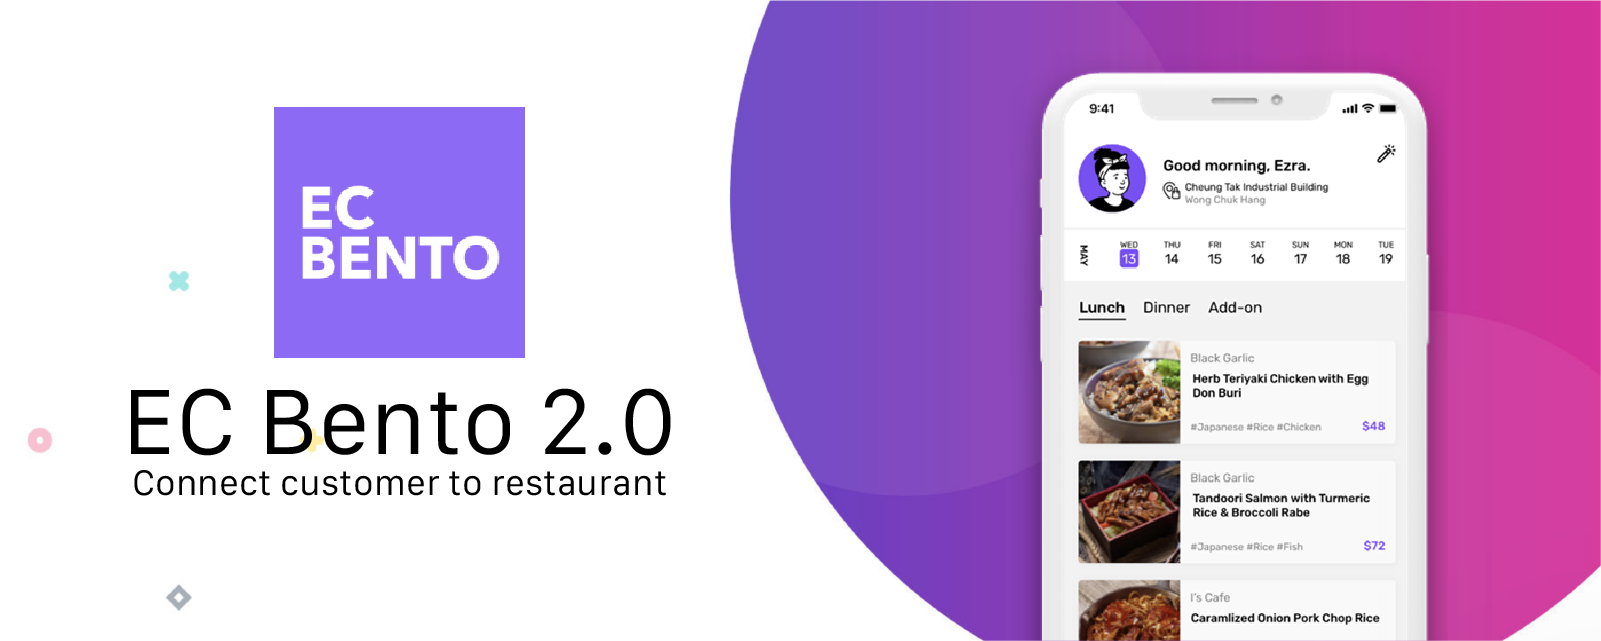 EC
BENTO
EC Bento 2.0
Connect customer to restaurant
9:41
Good morning, Ezra.
Cheung Tak Industrial Building
Wong Chuk Hang
MAY
WED THU FRI SAT SUN MON TUE
13 14 15 16 17 18 19
Lunch Dinner Add-on
Black Garlic
Herb Teriyaki Chicken with Egg
Don Buri
#Japanese #Rice #Chicken $48
Black Garlic
Tandoori Salmon with Turmeric
Rice & Broccoli Rabe
#Japanese #Rice #Fish $72
I's Cafe
Caramlized Onion Pork Chop Rice